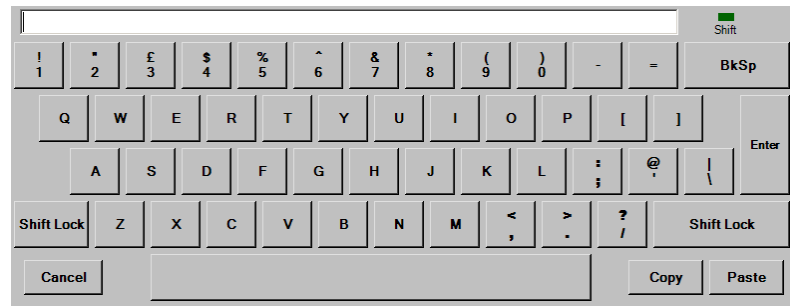 Shift
! " £ $ % ^ & * ( )
1 2 3 4 5 6 7 8 9 0 - = BkSp
Q W E R T Y U I O P [ ]
Enter
: @ |
A S D F G H J K L ; ' \
< > ?
Shift Lock Z X C V B N M , . / Shift Lock
Cancel Copy Paste